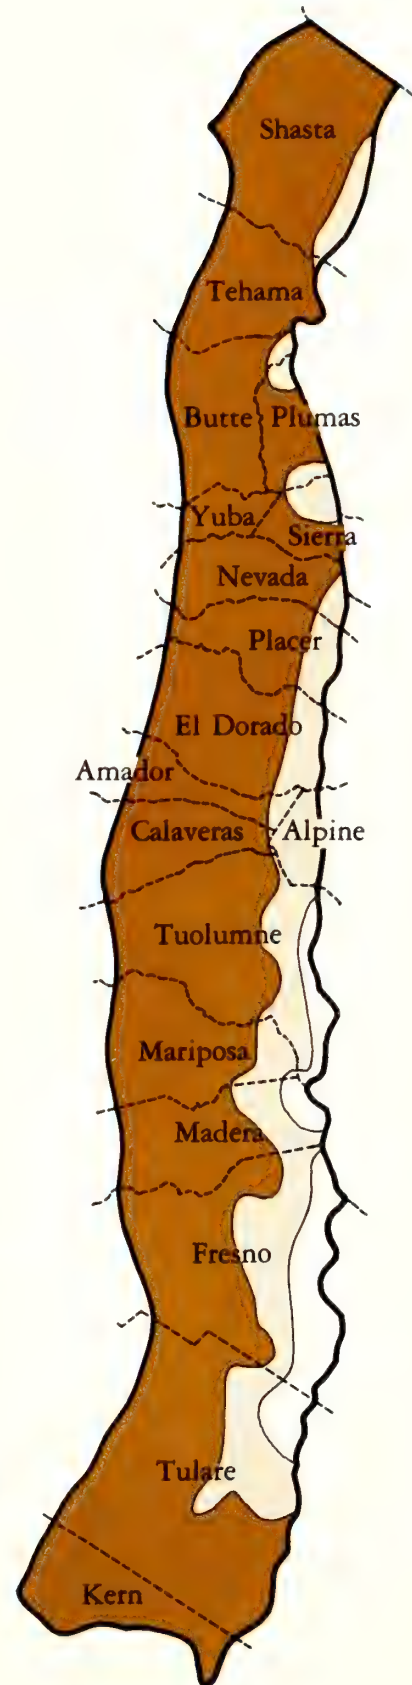 Shasta
Tehama
Butte Plumas
Yuba
Sierra
Nevada
Placer
El Dorado
Amador
Calaveras Alpine
Tuolumne
Mariposa
Madera
Fresno
Tulare
Kern